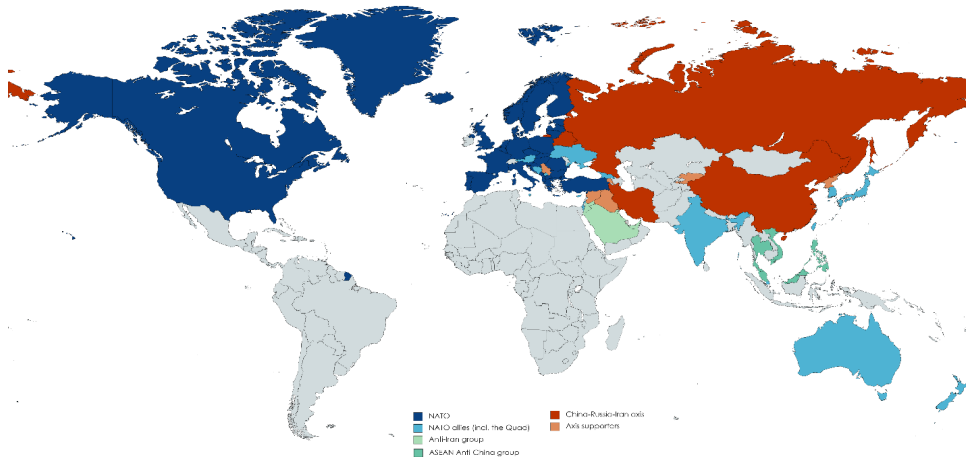 NATO
NATO allies (incl. the Quad)
Anti-Iran group
ASEAN Anti China group
China-Russia-Iran axis
Axis supporters